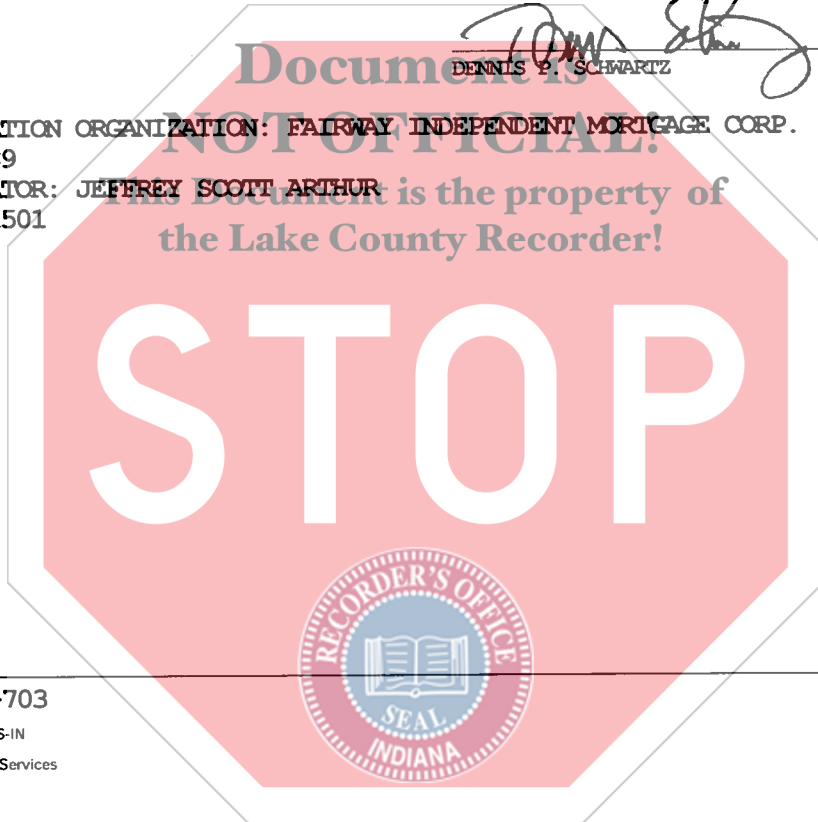 Document is
DENNIS P. SCHWARTZ
TION ORGANIZATION: FAIRWAY INDEPENDENT MORTGAGE CORP.
NOT OFFICIAL!
9
TOR: JEFFREY SCOTT ARTHUR
This Document is the property of
501
the Lake County Recorder!
STOP
RECORDER'S OFFICE
SEAL
INDIANA
703
S-IN
Services